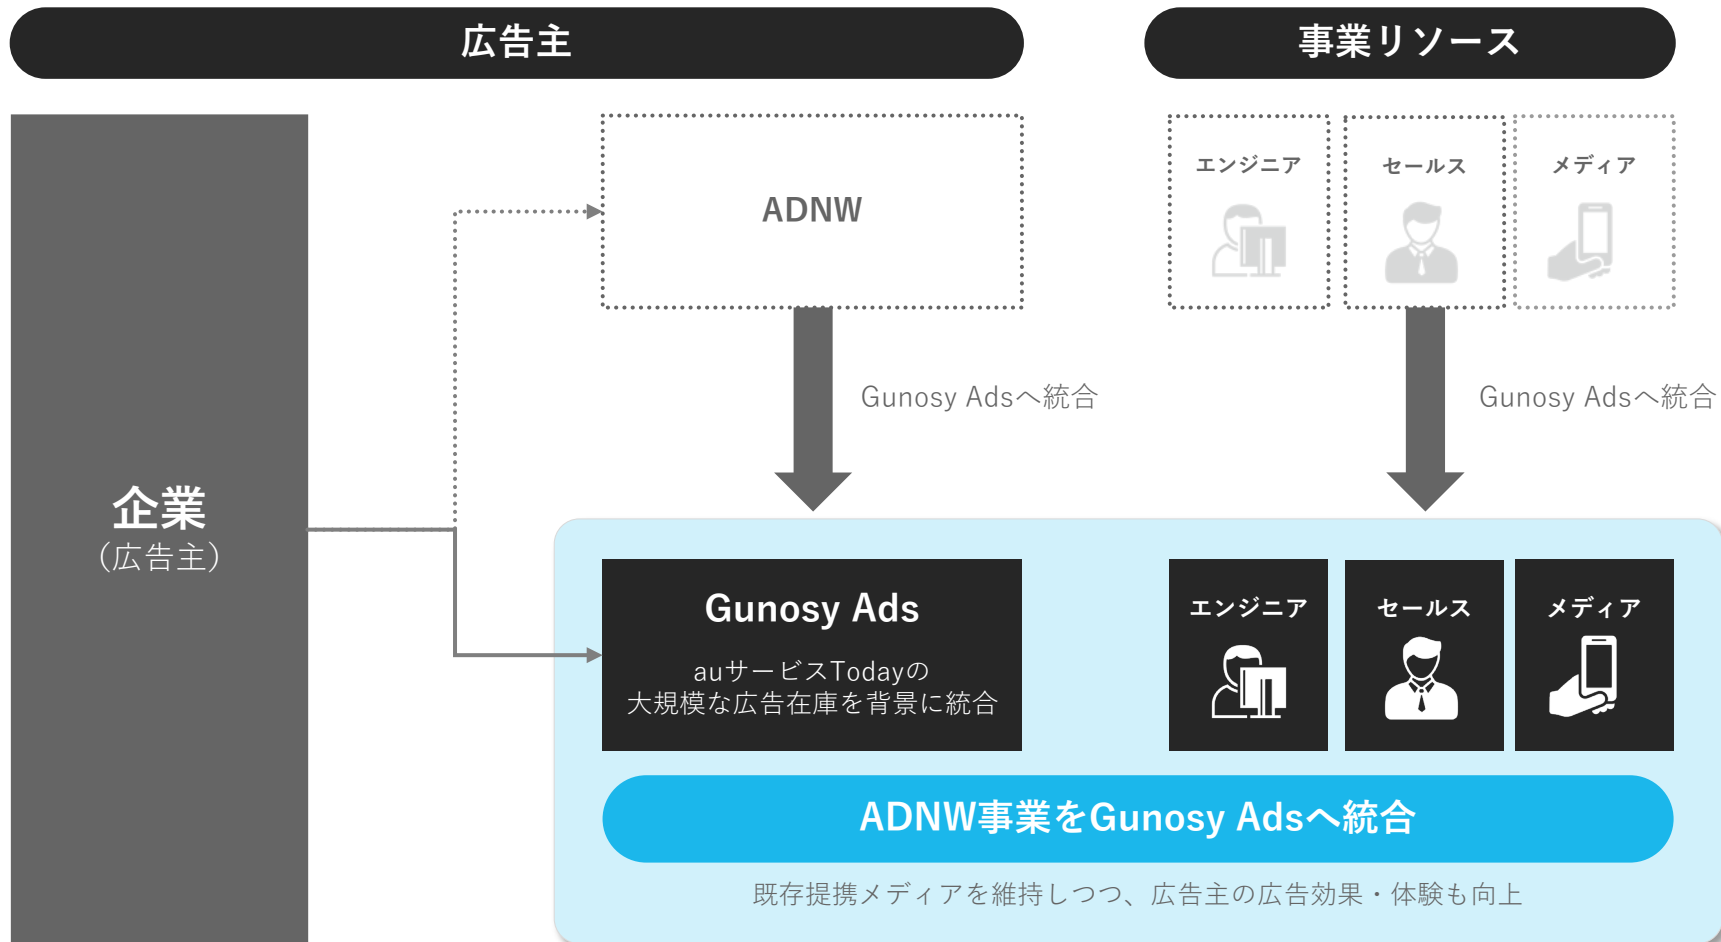 広告主
事業リソース
ADNW
エンジニア
セールス
メディア
Gunosy Adsへ統合
Gunosy Adsへ統合
企業
（広告主）
Gunosy Ads
auサービスTodayの
大規模な広告在庫を背景に統合
エンジニア
セールス
メディア
ADNW事業をGunosy Adsへ統合
既存提携メディアを維持しつつ、広告主の広告効果・体験も向上